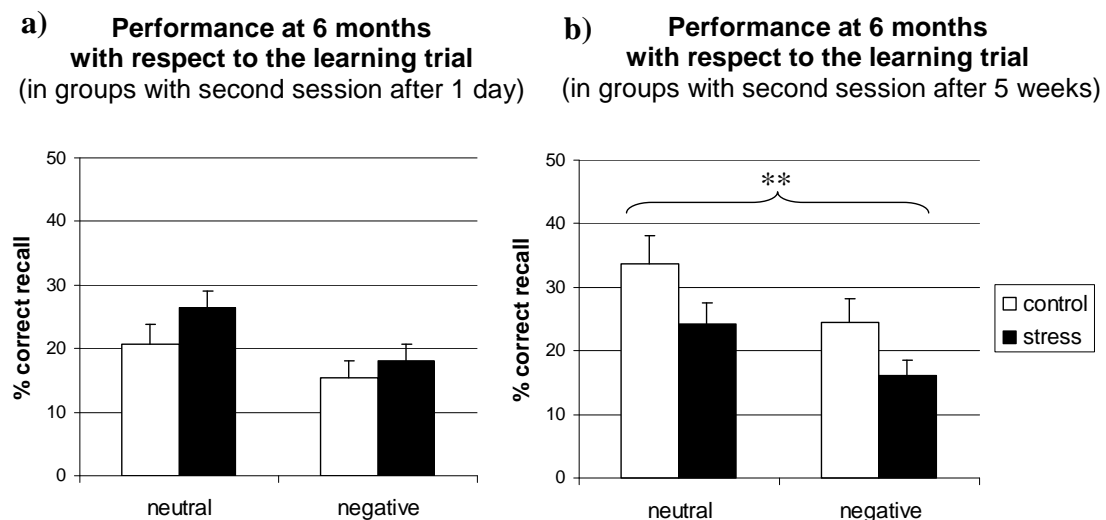 a) Performance at 6 months
with respect to the learning trial
(in groups with second session after 1 day)
% correct recall
50
40
30
20
10
0
neutral negative
b) Performance at 6 months
with respect to the learning trial
(in groups with second session after 5 weeks)
% correct recall
50
40
30
20
10
0
**
neutral negative
control
stress